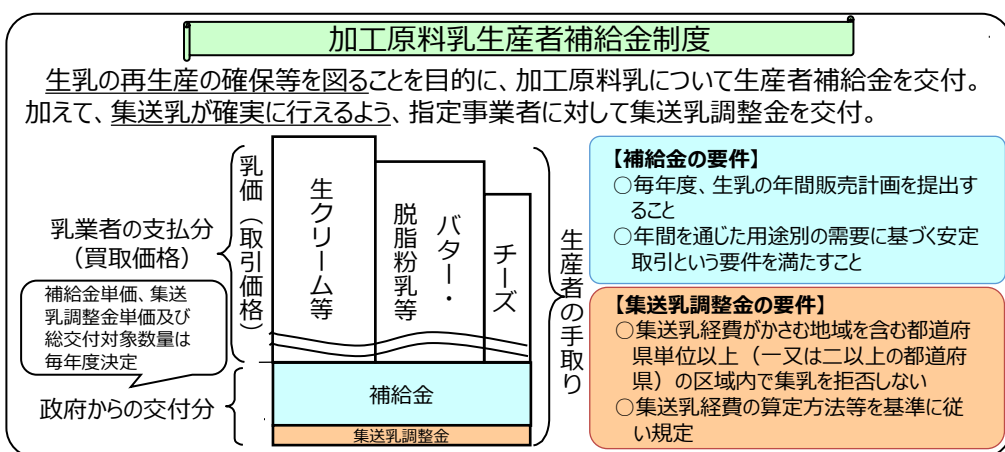 加工原料乳生産者補給金制度
生乳の再生産の確保等を図ることを目的に、加工原料乳について生産者補給金を交付。
加えて、集送乳が確実に行えるよう、指定事業者に対して集送乳調整金を交付。
乳業者の支払分
（買取価格）
補給金単価、集送
乳調整金単価及び
総交付対象数量は
毎年度決定
政府からの交付分
乳価（取引価格）
生クリーム等
バター・
脱脂粉乳等
チーズ
補給金
集送乳調整金
生産者の手取り
【補給金の要件】
○毎年度、生乳の年間販売計画を提出す
ること
○年間を通じた用途別の需要に基づく安定
取引という要件を満たすこと
【集送乳調整金の要件】
○集送乳経費がかさむ地域を含む都道府
県単位以上（一又は二以上の都道府
県）の区域内で集乳を拒否しない
○集送乳経費の算定方法等を基準に従
い規定